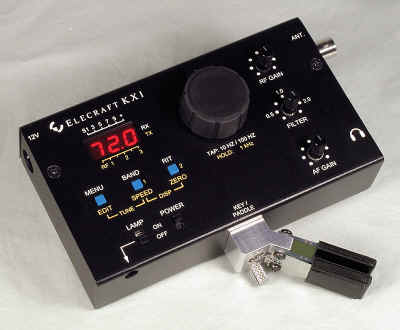 ANT.
ELECRAFT KX1
RF GAIN
S1 3 5 7 9 +
12V
72.0
RX
TX
1.0
0.5
2.0
FILTER
RF 1 2 3
TAP: 10 HZ / 100 HZ
HOLD: 1 kHz
MENU
BAND
RIT
1
2
EDIT
SPEED
ZERO
TUNE
DISP
AF GAIN
LAMP
POWER
ON
OFF
KEY /
PADDLE